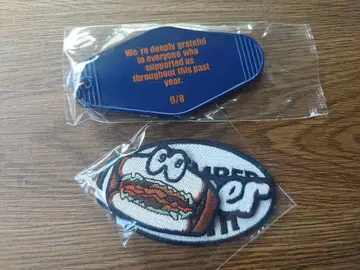 We're deeply grateful
to everyone who
supported us
throughout this past
year.
9/8